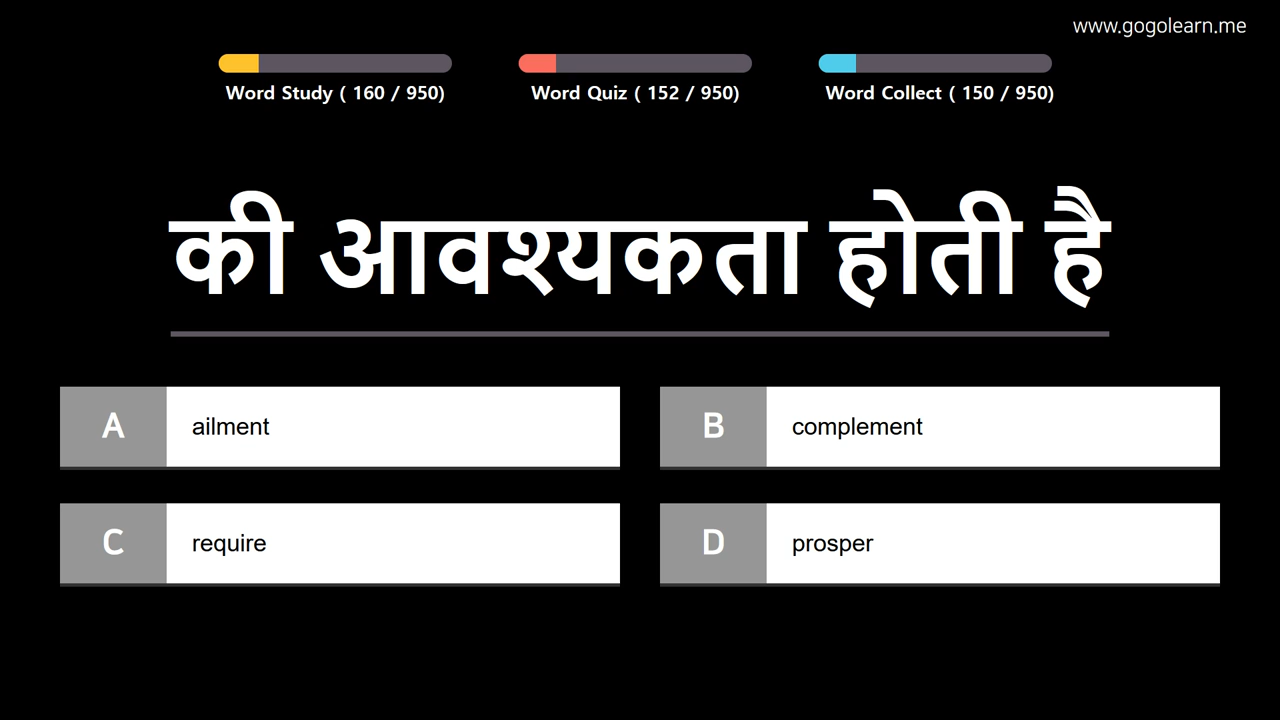 www.gogolearn.me
Word Study ( 160 / 950)
Word Quiz ( 152 / 950)
Word Collect ( 150 / 950)
की आवश्यकता होती है
A ailment
B complement
C require
D prosper